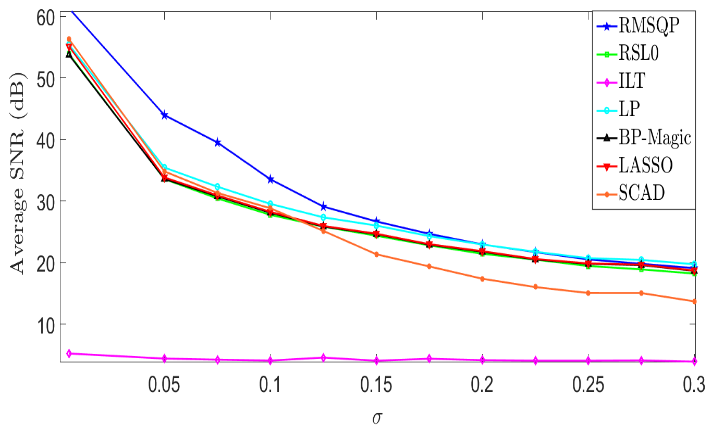 60
50
40
30
20
10
Average SNR (dB)
RMSQP
RSL0
ILT
LP
BP-Magic
LASSO
SCAD
0.05 0.1 0.15 0.2 0.25 0.3
σ